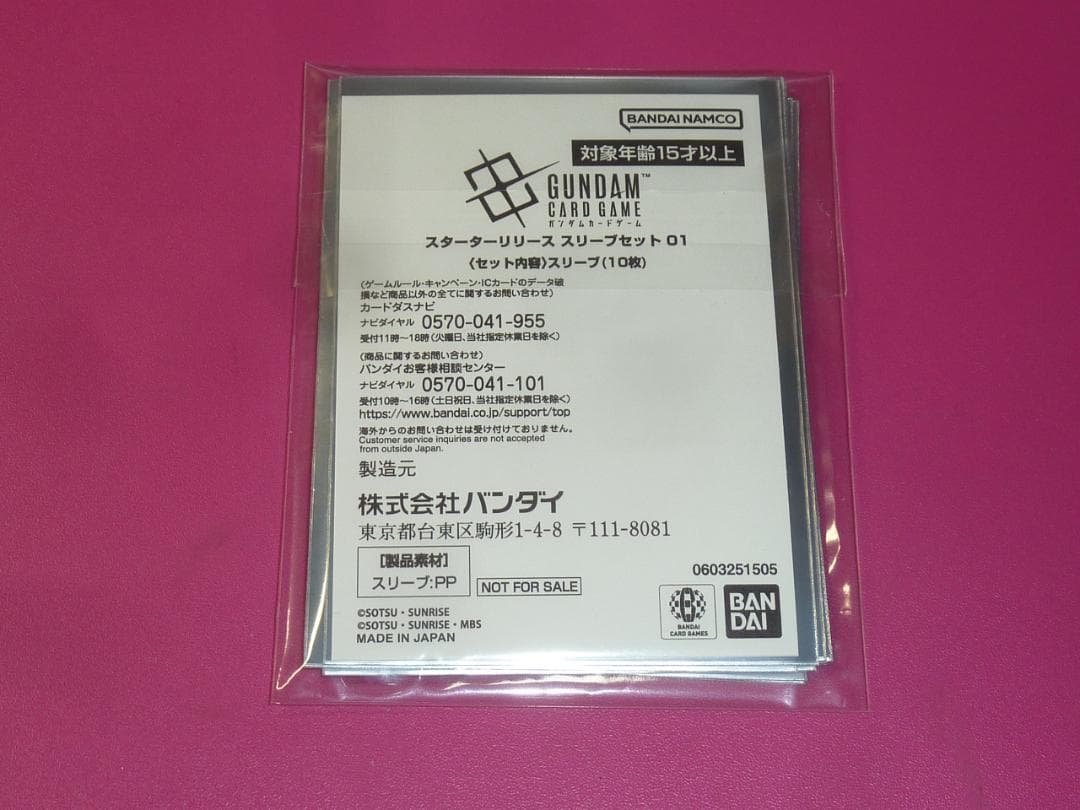 BANDAI NAMCO
対象年齢15才以上
GUNDAM™
CARD GAME
ガンダムカードゲーム
スターターリリース スリーブセット 01
〈セット内容〉スリーブ(10枚)
(ゲームルール・キャンペーン・ICカードのデータ破
損など商品以外の全てに関するお問い合わせ)
カードダスナビ
ナビダイヤル 0570-041-955
受付11時〜18時(火曜日、当社指定休業日を除く)
(商品に関するお問い合わせ)
バンダイお客様相談センター
ナビダイヤル 0570-041-101
受付10時〜16時(土日祝日、当社指定休業日を除く)
https://www.bandai.co.jp/support/top
海外からのお問い合わせは受け付けておりません。
Customer service inquiries are not accepted
from outside Japan.
製造元
株式会社バンダイ
東京都台東区駒形1-4-8 〒111-8081
[製品素材]
スリーブ:PP
NOT FOR SALE
0603251505
©SOTSU・SUNRISE
©SOTSU・SUNRISE・MBS
MADE IN JAPAN
BANDAI
CARD GAMES
BAN
DAI